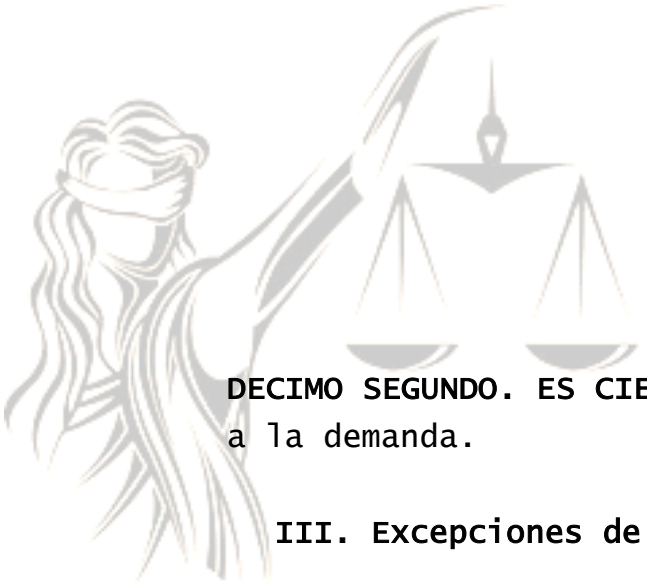 DECIMO SEGUNDO. ES CIE
a la demanda.
III. Excepciones de